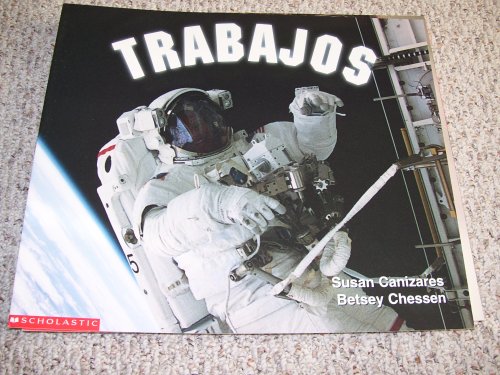 TRABAJOS
Susan Canizares
Betsey Chessen
SCHOLASTIC